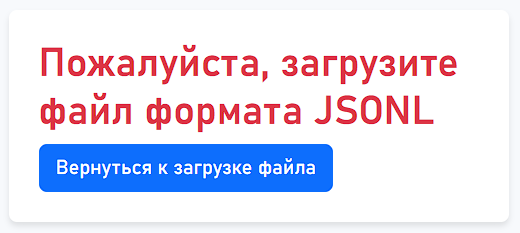 Пожалуйста, загрузите
файл формата JSONL
Вернуться к загрузке файла